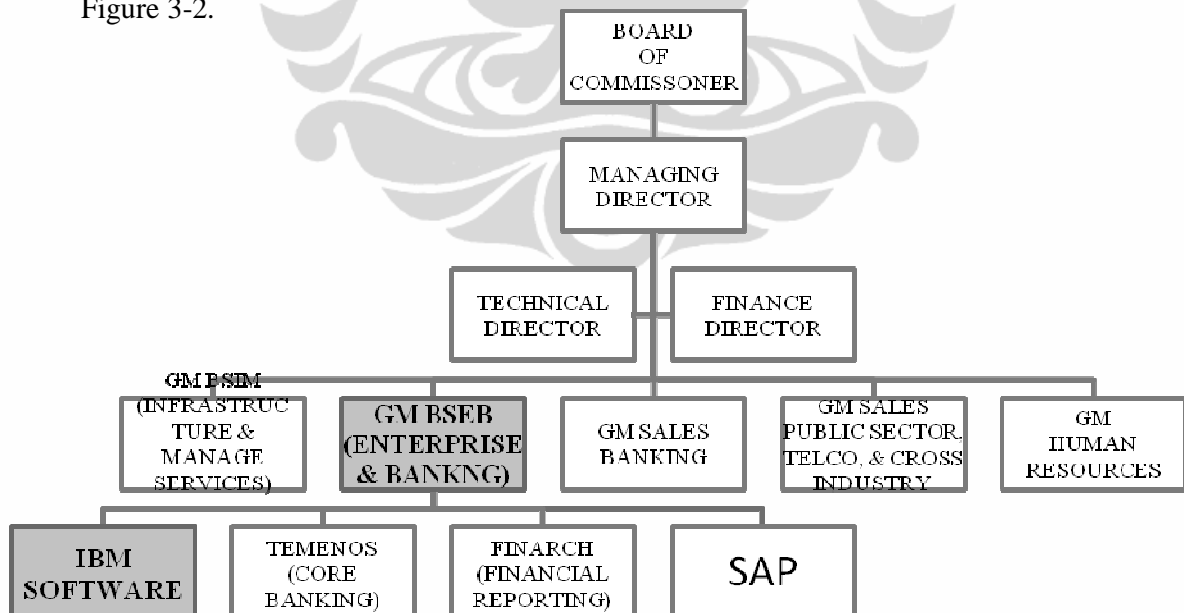 Figure 3-2.
BOARD
OF
COMMISSONER
MANAGING
DIRECTOR
TECHNICAL
DIRECTOR
FINANCE
DIRECTOR
GM BSIM
(INFRASTRUC
TURE &
MANAGE
SERVICES)
GM BSEB
(ENTERPRISE
& BANKNG)
GM SALES
BANKING
GM SALES
PUBLIC SECTOR,
TELCO, & CROSS
INDUSTRY
GM
HUMAN
RESOURCES
IBM
SOFTWARE
TEMENOS
(CORE
BANKING)
FINARCH
(FINANCIAL
REPORTING)
SAP